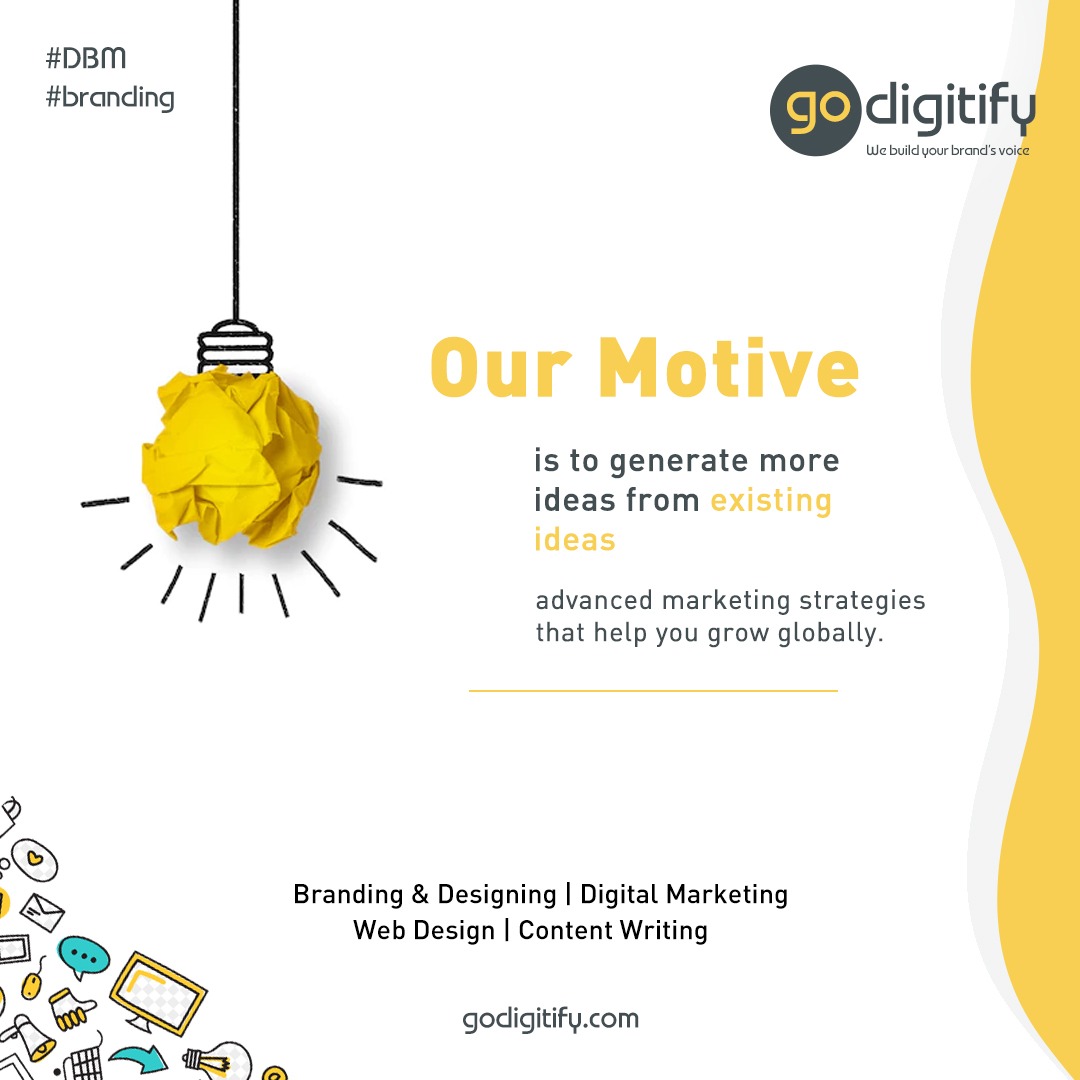 #DBM
#branding
go digitify
We build your brand's voice
Our Motive
is to generate more
ideas from existing
ideas
advanced marketing strategies
that help you grow globally.
Branding & Designing | Digital Marketing
Web Design | Content Writing
godigitify.com